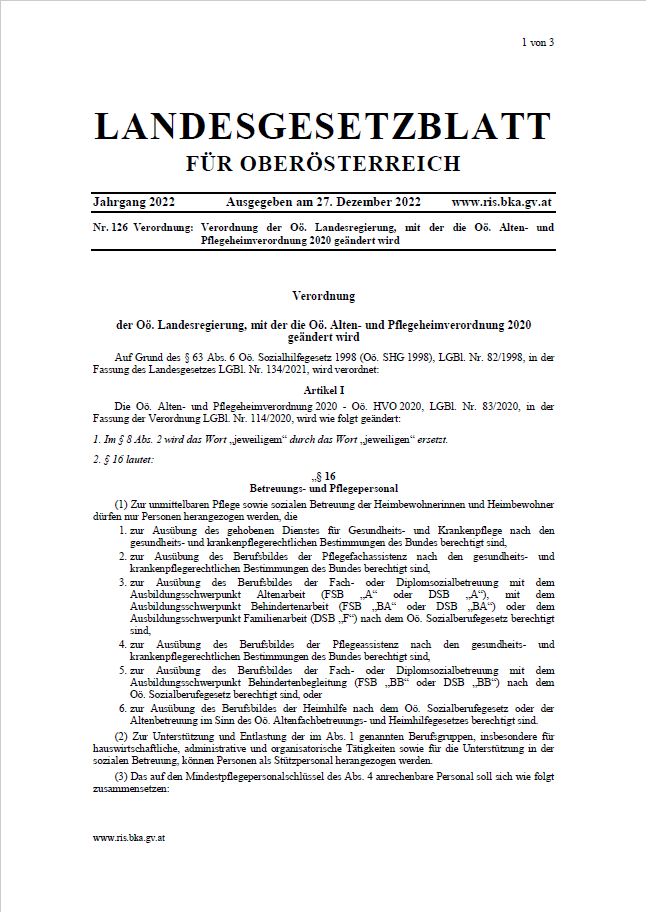 1 von 3
LANDESGESETZBLATT
FÜR OBERÖSTERREICH
Jahrgang 2022 Ausgegeben am 27. Dezember 2022 www.ris.bka.gv.at
Nr. 126 Verordnung: Verordnung der Oö. Landesregierung, mit der die Oö. Alten- und
Pflegeheimverordnung 2020 geändert wird
Verordnung
der Oö. Landesregierung, mit der die Oö. Alten- und Pflegeheimverordnung 2020
geändert wird
Auf Grund des § 63 Abs. 6 Oö. Sozialhilfegesetz 1998 (Oö. SHG 1998), LGBl. Nr. 82/1998, in der
Fassung des Landesgesetzes LGBl. Nr. 134/2021, wird verordnet:
Artikel I
Die Oö. Alten- und Pflegeheimverordnung 2020 - Oö. HVO 2020, LGBl. Nr. 83/2020, in der
Fassung der Verordnung LGBl. Nr. 114/2020, wird wie folgt geändert:
1. Im § 8 Abs. 2 wird das Wort „jeweiligem“ durch das Wort „jeweiligen“ ersetzt.
2. § 16 lautet:
„§ 16
Betreuungs- und Pflegepersonal
(1) Zur unmittelbaren Pflege sowie sozialen Betreuung der Heimbewohnerinnen und Heimbewohner
dürfen nur Personen herangezogen werden, die
1. zur Ausübung des gehobenen Dienstes für Gesundheits- und Krankenpflege nach den
gesundheits- und krankenpflegerechtlichen Bestimmungen des Bundes berechtigt sind,
2. zur Ausübung des Berufsbildes der Pflegefachassistenz nach den gesundheits- und
krankenpflegerechtlichen Bestimmungen des Bundes berechtigt sind,
3. zur Ausübung des Berufsbildes der Fach- oder Diplomsozialbetreuung mit dem
Ausbildungsschwerpunkt Altenarbeit (FSB „A“ oder DSB „A“), mit dem
Ausbildungsschwerpunkt Behindertenarbeit (FSB „BA“ oder DSB „BA“) oder dem
Ausbildungsschwerpunkt Familienarbeit (DSB „F“) nach dem Oö. Sozialberufegesetz berechtigt
sind,
4. zur Ausübung des Berufsbildes der Pflegeassistenz nach den gesundheits- und
krankenpflegerechtlichen Bestimmungen des Bundes berechtigt sind,
5. zur Ausübung des Berufsbildes der Fach- oder Diplomsozialbetreuung mit dem
Ausbildungsschwerpunkt Behindertenbegleitung (FSB „BB“ oder DSB „BB“) nach dem
Oö. Sozialberufegesetz berechtigt sind, oder
6. zur Ausübung des Berufsbildes der Heimhilfe nach dem Oö. Sozialberufegesetz oder der
Altenbetreuung im Sinn des Oö. Altenfachbetreuungs- und Heimhilfegesetzes berechtigt sind.
(2) Zur Unterstützung und Entlastung der im Abs. 1 genannten Berufsgruppen, insbesondere für
hauswirtschaftliche, administrative und organisatorische Tätigkeiten sowie für die Unterstützung in der
sozialen Betreuung, können Personen als Stützpersonal herangezogen werden.
(3) Das auf den Mindestpflegepersonalschlüssel des Abs. 4 anrechenbare Personal soll sich wie folgt
zusammensetzen:
www.ris.bka.gv.at